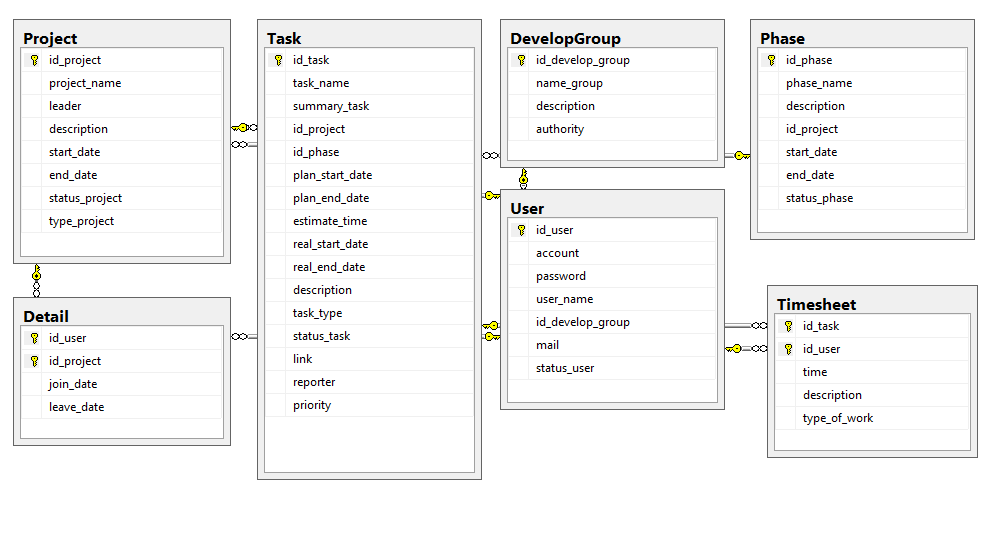 Project
id_project
project_name
leader
description
start_date
end_date
status_project
type_project
Task
id_task
task_name
summary_task
id_project
id_phase
plan_start_date
plan_end_date
estimate_time
real_start_date
real_end_date
description
task_type
status_task
link
reporter
priority
DevelopGroup
id_develop_group
name_group
description
authority
Phase
id_phase
phase_name
description
id_project
start_date
end_date
status_phase
Detail
id_user
id_project
join_date
leave_date
User
id_user
account
password
user_name
id_develop_group
mail
status_user
Timesheet
id_task
id_user
time
description
type_of_work